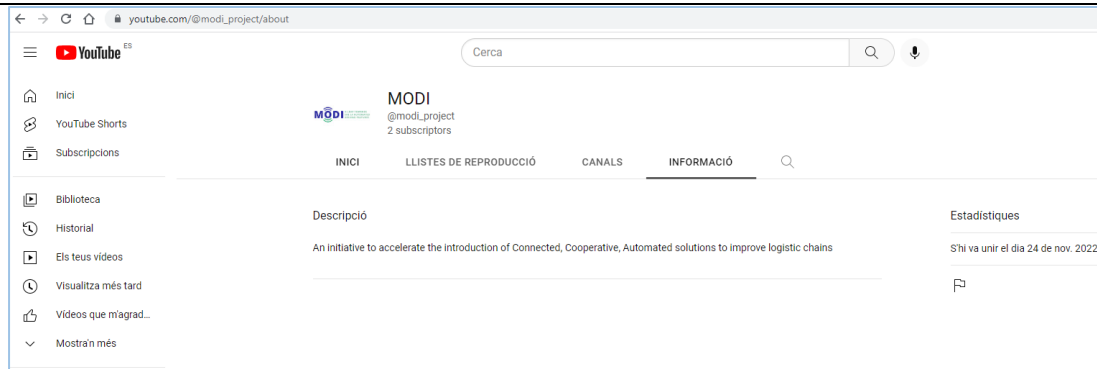 youtube.com/@modi_project/about
YouTube ES
Cerca
Inici
YouTube Shorts
Subscripcions
Biblioteca
Historial
Els teus vídeos
Visualitza més tard
Vídeos que m'agrad...
Mostra'n més
MODI
MODI
@modi_project
2 subscriptors
INICI LLISTES DE REPRODUCCIÓ CANALS INFORMACIÓ
Descripció
An initiative to accelerate the introduction of Connected, Cooperative, Automated solutions to improve logistic chains
Estadístiques
S'hi va unir el dia 24 de nov. 2022